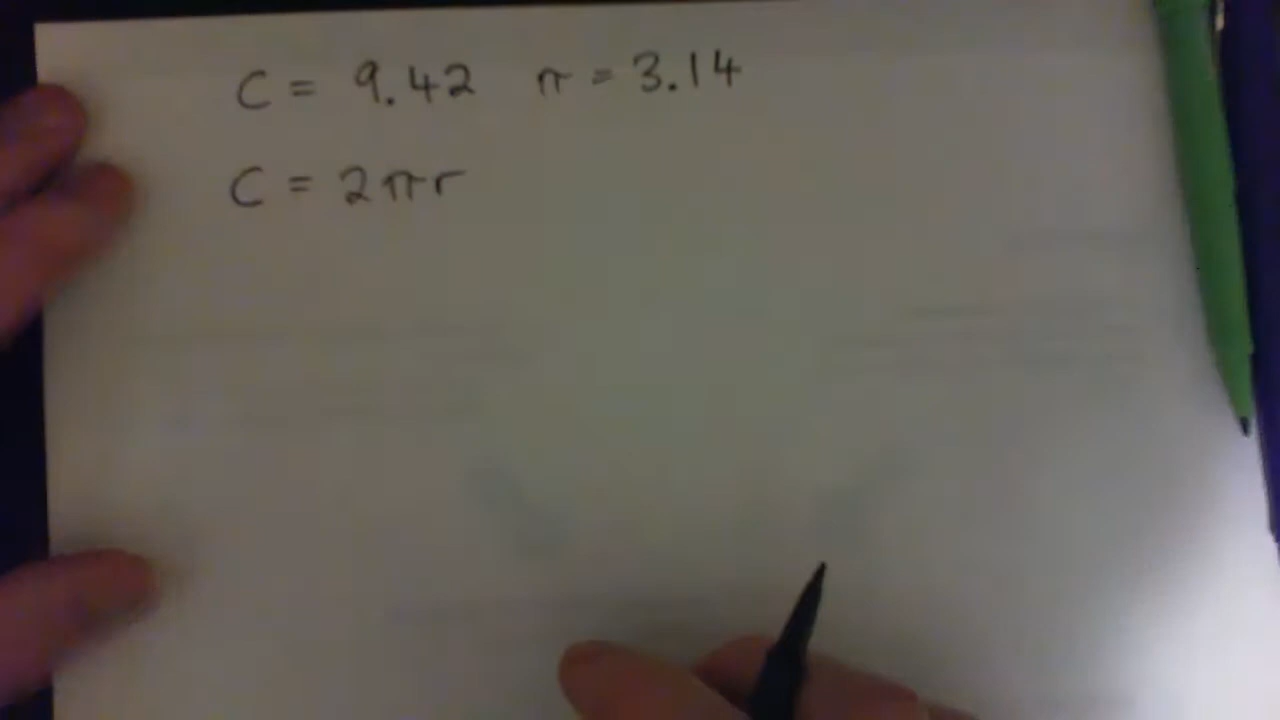 C = 9.42 π = 3.14
C = 2πr